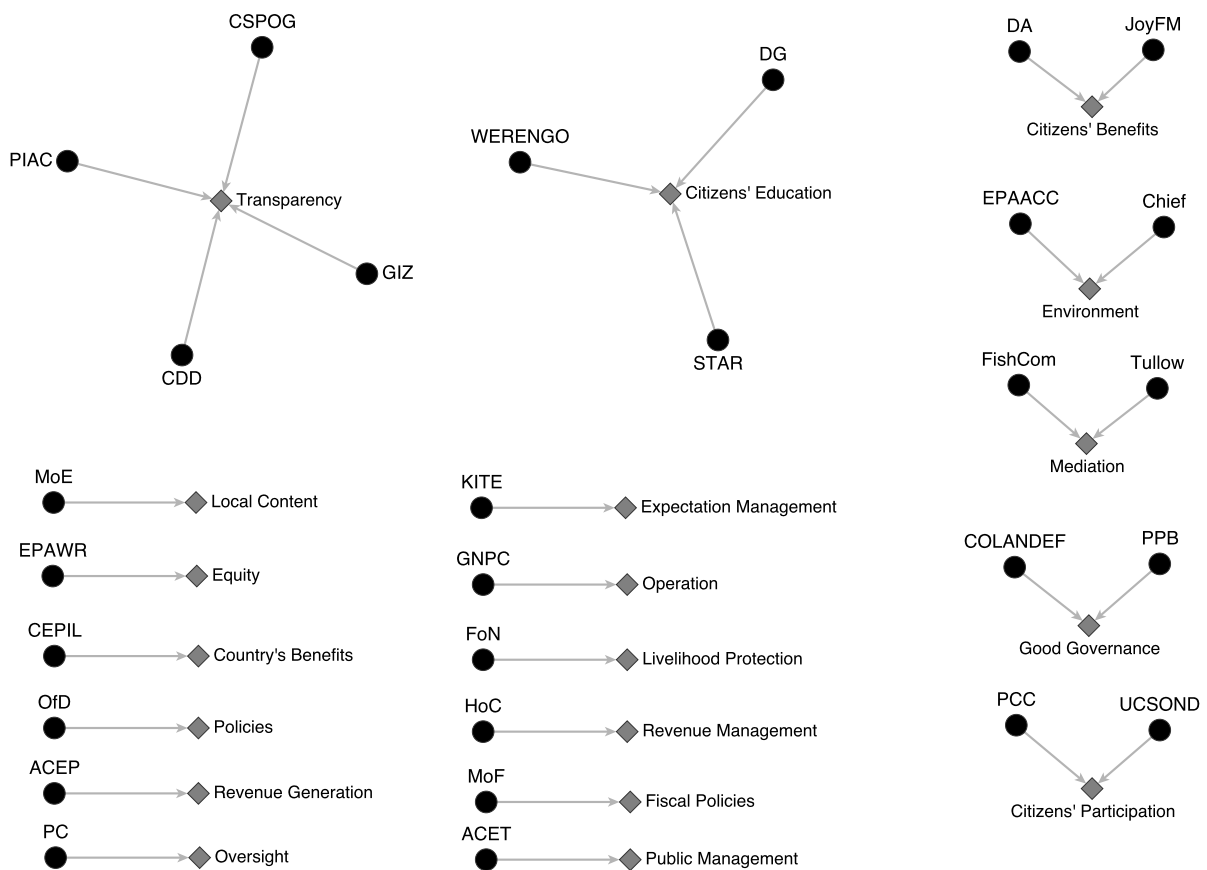 CSPOG
PIAC
Transparency
GIZ
CDD
DG
WERENGO
Citizens' Education
STAR
DA
JoyFM
Citizens' Benefits
EPAACC
Chief
Environment
FishCom
Tullow
Mediation
COLANDEF
PPB
Good Governance
PCC
UCSOND
Citizens' Participation
MoE
Local Content
EPAWR
Equity
CEPIL
Country's Benefits
OfD
Policies
ACEP
Revenue Generation
PC
Oversight
KITE
Expectation Management
GNPC
Operation
FoN
Livelihood Protection
HoC
Revenue Management
MoF
Fiscal Policies
ACET
Public Management